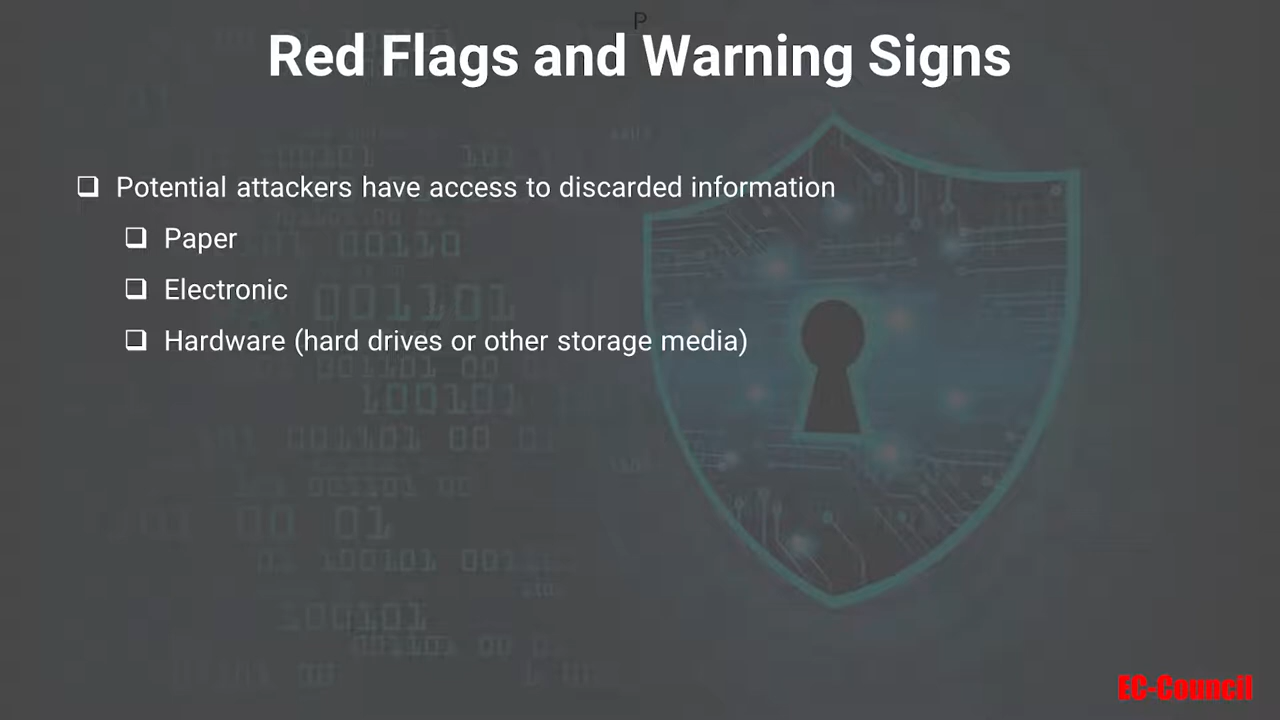 P
Red Flags and Warning Signs
❑ Potential attackers have access to discarded information
❑ Paper
❑ Electronic
❑ Hardware (hard drives or other storage media)
EC-Council